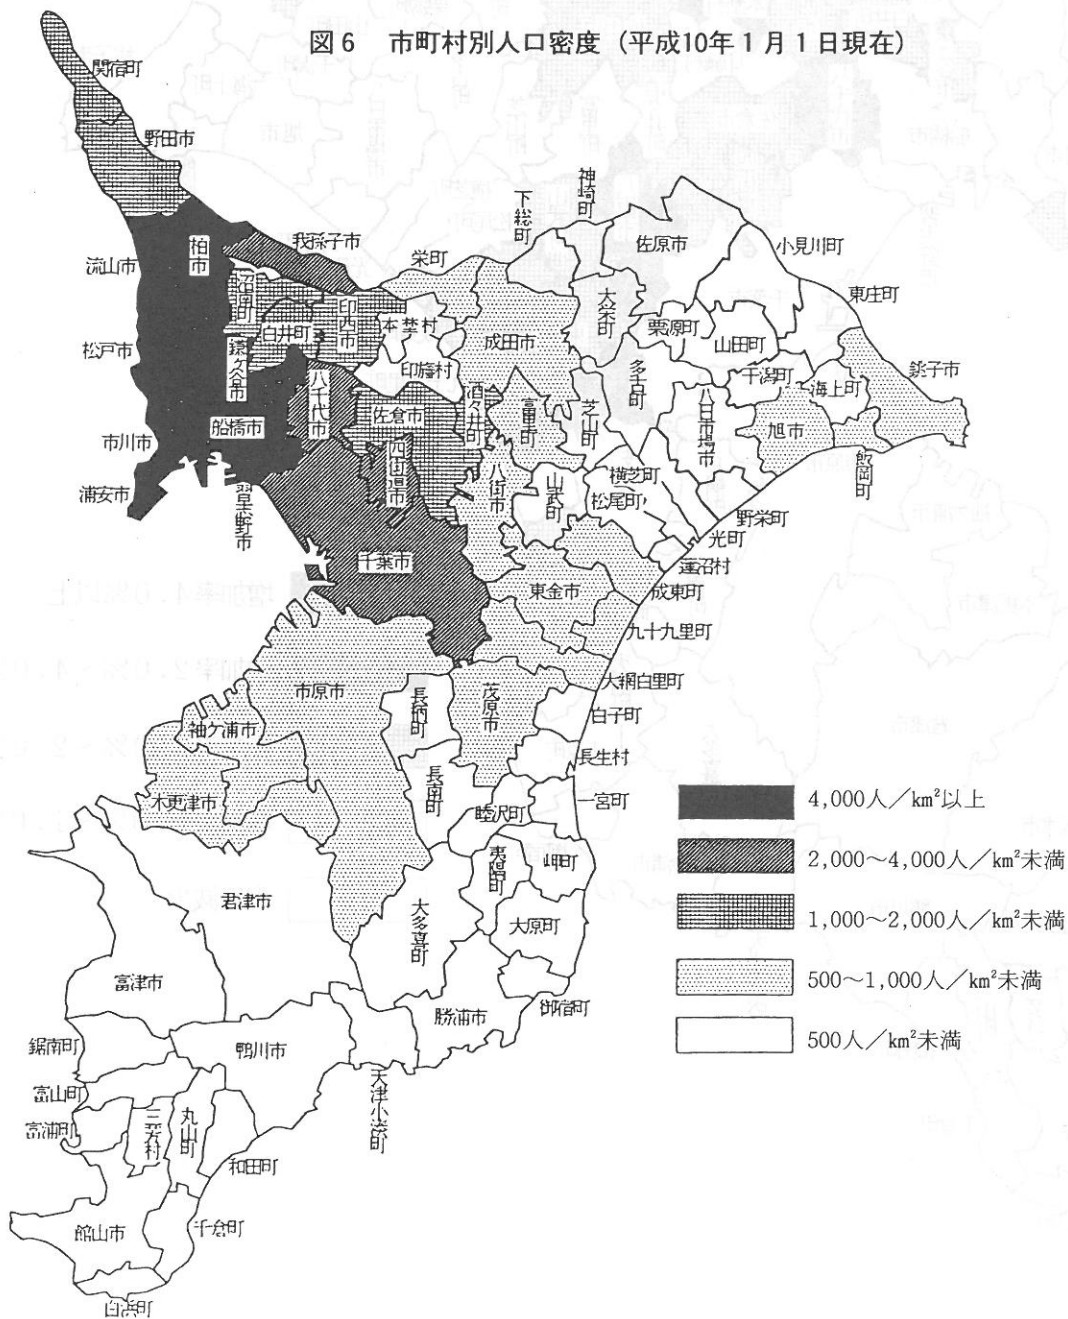 図６　市町村別人口密度（平成10年１月１日現在）
関宿町
野田市
柏市
我孫子市
流山市
沼南町
白井町
印西市
本埜村
印旛村
栄町
下総町
神崎町
佐原市
小見川町
東庄町
大栄町
成田市
栗源町
山田町
多古町
干潟町
海上町
銚子市
松戸市
鎌ケ谷市
八千代市
佐倉市
酒々井町
富里町
芝山町
八日市場市
旭市
飯岡町
市川市
船橋市
四街道市
八街市
山武町
横芝町
松尾町
野栄町
光町
蓮沼村
浦安市
習志野市
千葉市
東金市
成東町
九十九里町
大網白里町
市原市
長柄町
茂原市
白子町
袖ケ浦市
長生村
木更津市
長南町
睦沢町
一宮町
君津市
夷隅町
岬町
大多喜町
大原町
富津市
勝浦市
御宿町
鋸南町
鴨川市
天津小湊町
富山町
富浦町
三芳村
丸山町
和田町
館山市
千倉町
白浜町
4,000人／km²以上
2,000～4,000人／km²未満
1,000～2,000人／km²未満
500～1,000人／km²未満
500人／km²未満